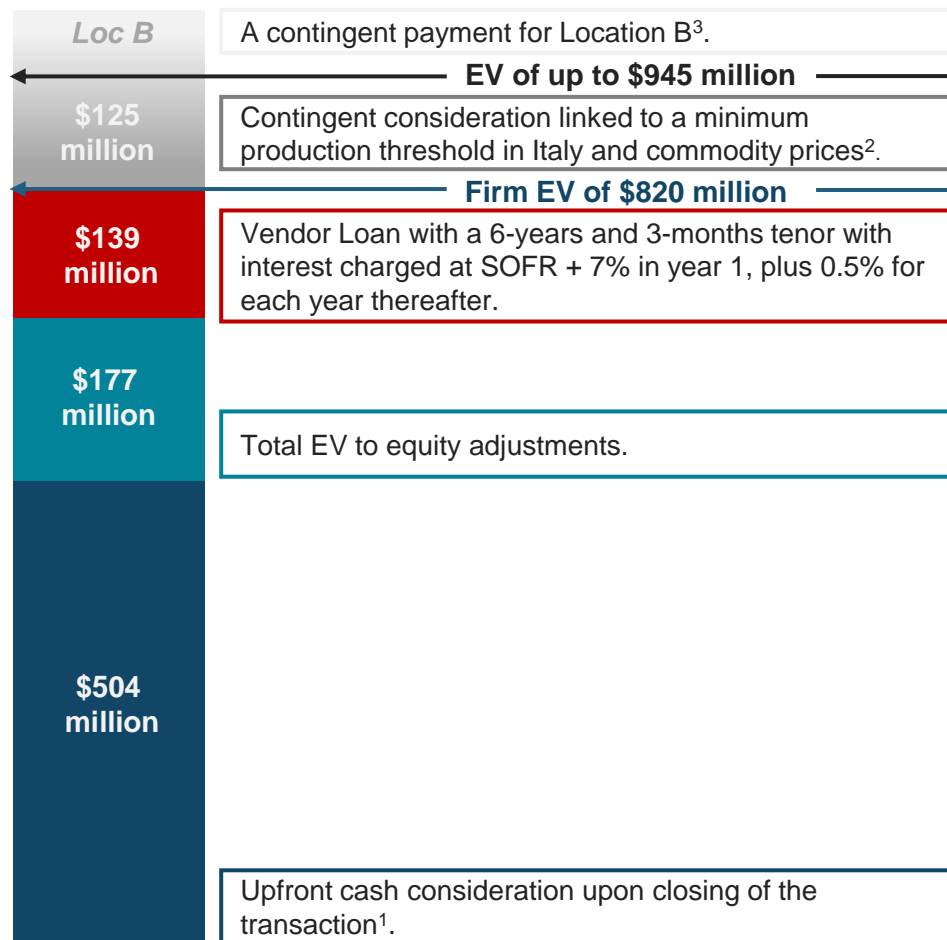 Loc B
A contingent payment for Location B³.
EV of up to $945 million
$125
million
Contingent consideration linked to a minimum
production threshold in Italy and commodity prices².
Firm EV of $820 million
$139
million
Vendor Loan with a 6-years and 3-months tenor with
interest charged at SOFR + 7% in year 1, plus 0.5% for
each year thereafter.
$177
million
Total EV to equity adjustments.
$504
million
Upfront cash consideration upon closing of the
transaction¹.